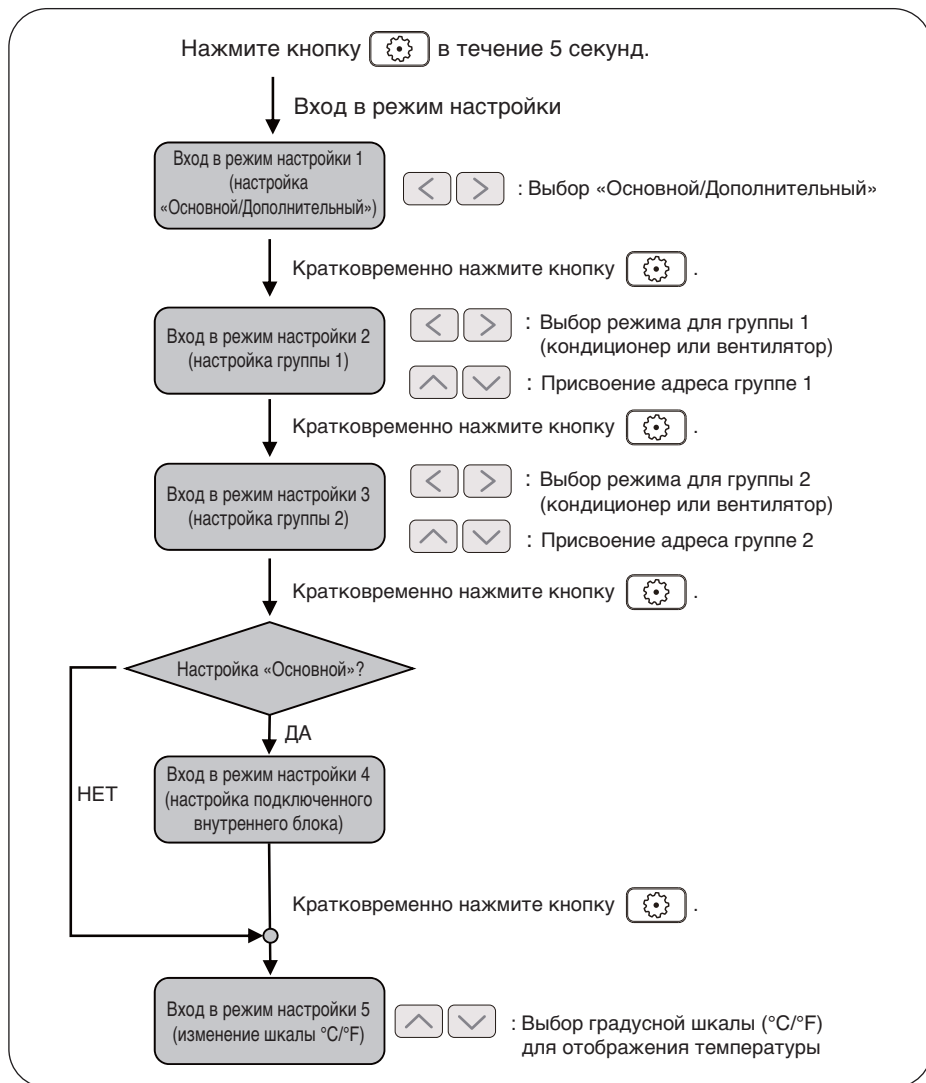 Нажмите кнопку в течение 5 секунд.
Вход в режим настройки
Вход в режим настройки 1
(настройка
«Основной/Дополнительный»)
: Выбор «Основной/Дополнительный»
Кратковременно нажмите кнопку .
Вход в режим настройки 2
(настройка группы 1)
: Выбор режима для группы 1
(кондиционер или вентилятор)
: Присвоение адреса группе 1
Кратковременно нажмите кнопку .
Вход в режим настройки 3
(настройка группы 2)
: Выбор режима для группы 2
(кондиционер или вентилятор)
: Присвоение адреса группе 2
Кратковременно нажмите кнопку .
Настройка «Основной»?
ДА
НЕТ
Вход в режим настройки 4
(настройка подключенного
внутреннего блока)
Кратковременно нажмите кнопку .
Вход в режим настройки 5
(изменение шкалы °C/°F)
: Выбор градусной шкалы (°C/°F)
для отображения температуры